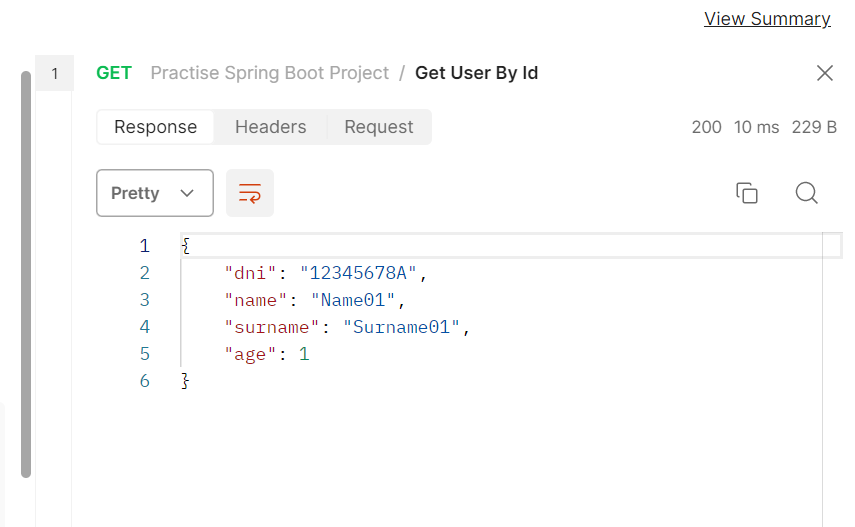 View Summary
1
GET Practise Spring Boot Project / Get User By Id
Response Headers Request 200 10 ms 229 B
Pretty
1 {
2 "dni": "12345678A",
3 "name": "Name01",
4 "surname": "Surname01",
5 "age": 1
6 }